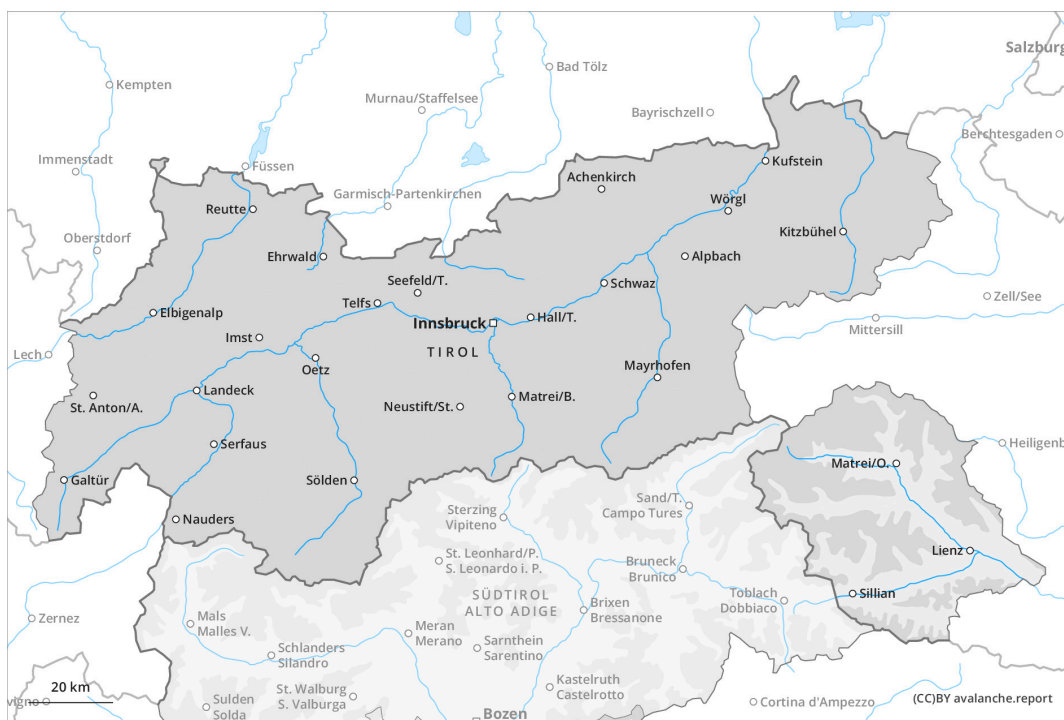 Salzburg
Kempten
Bad Tölz
Murnau/Staffelsee
Bayrischzell
Berchtesgaden
Immenstadt
Füssen
Kufstein
Achenkirch
Garmisch-Partenkirchen
Reutte
Wörgl
Oberstdorf
Kitzbühel
Ehrwald
Alpbach
Seefeld/T.
Schwaz
Zell/See
Telfs
Elbigenalp
Innsbruck
Hall/T.
Mittersill
Imst
TIROL
Lech
Oetz
Mayrhofen
Landeck
St. Anton/A.
Neustift/St.
Matrei/B.
Serfaus
Heiligenb
Matrei/O.
Galtür
Sölden
Sand/T.
Campo Tures
Sterzing
Vipiteno
Nauders
St. Leonhard/P.
S. Leonardo i. P.
Lienz
Bruneck
Brunico
SÜDTIROL
ALTO ADIGE
Sillian
Toblach
Dobbiaco
Brixen
Bressanone
Zernez
Mals
Malles V.
Meran
Merano
Sarnthein
Sarentino
Schlanders
Silandro
20 km
Kastelruth
Castelrotto
St. Walburg
S. Valburga
Sulden
Solda
vigno
Cortina d'Ampezzo
(CC)BY avalanche.report
Bozen